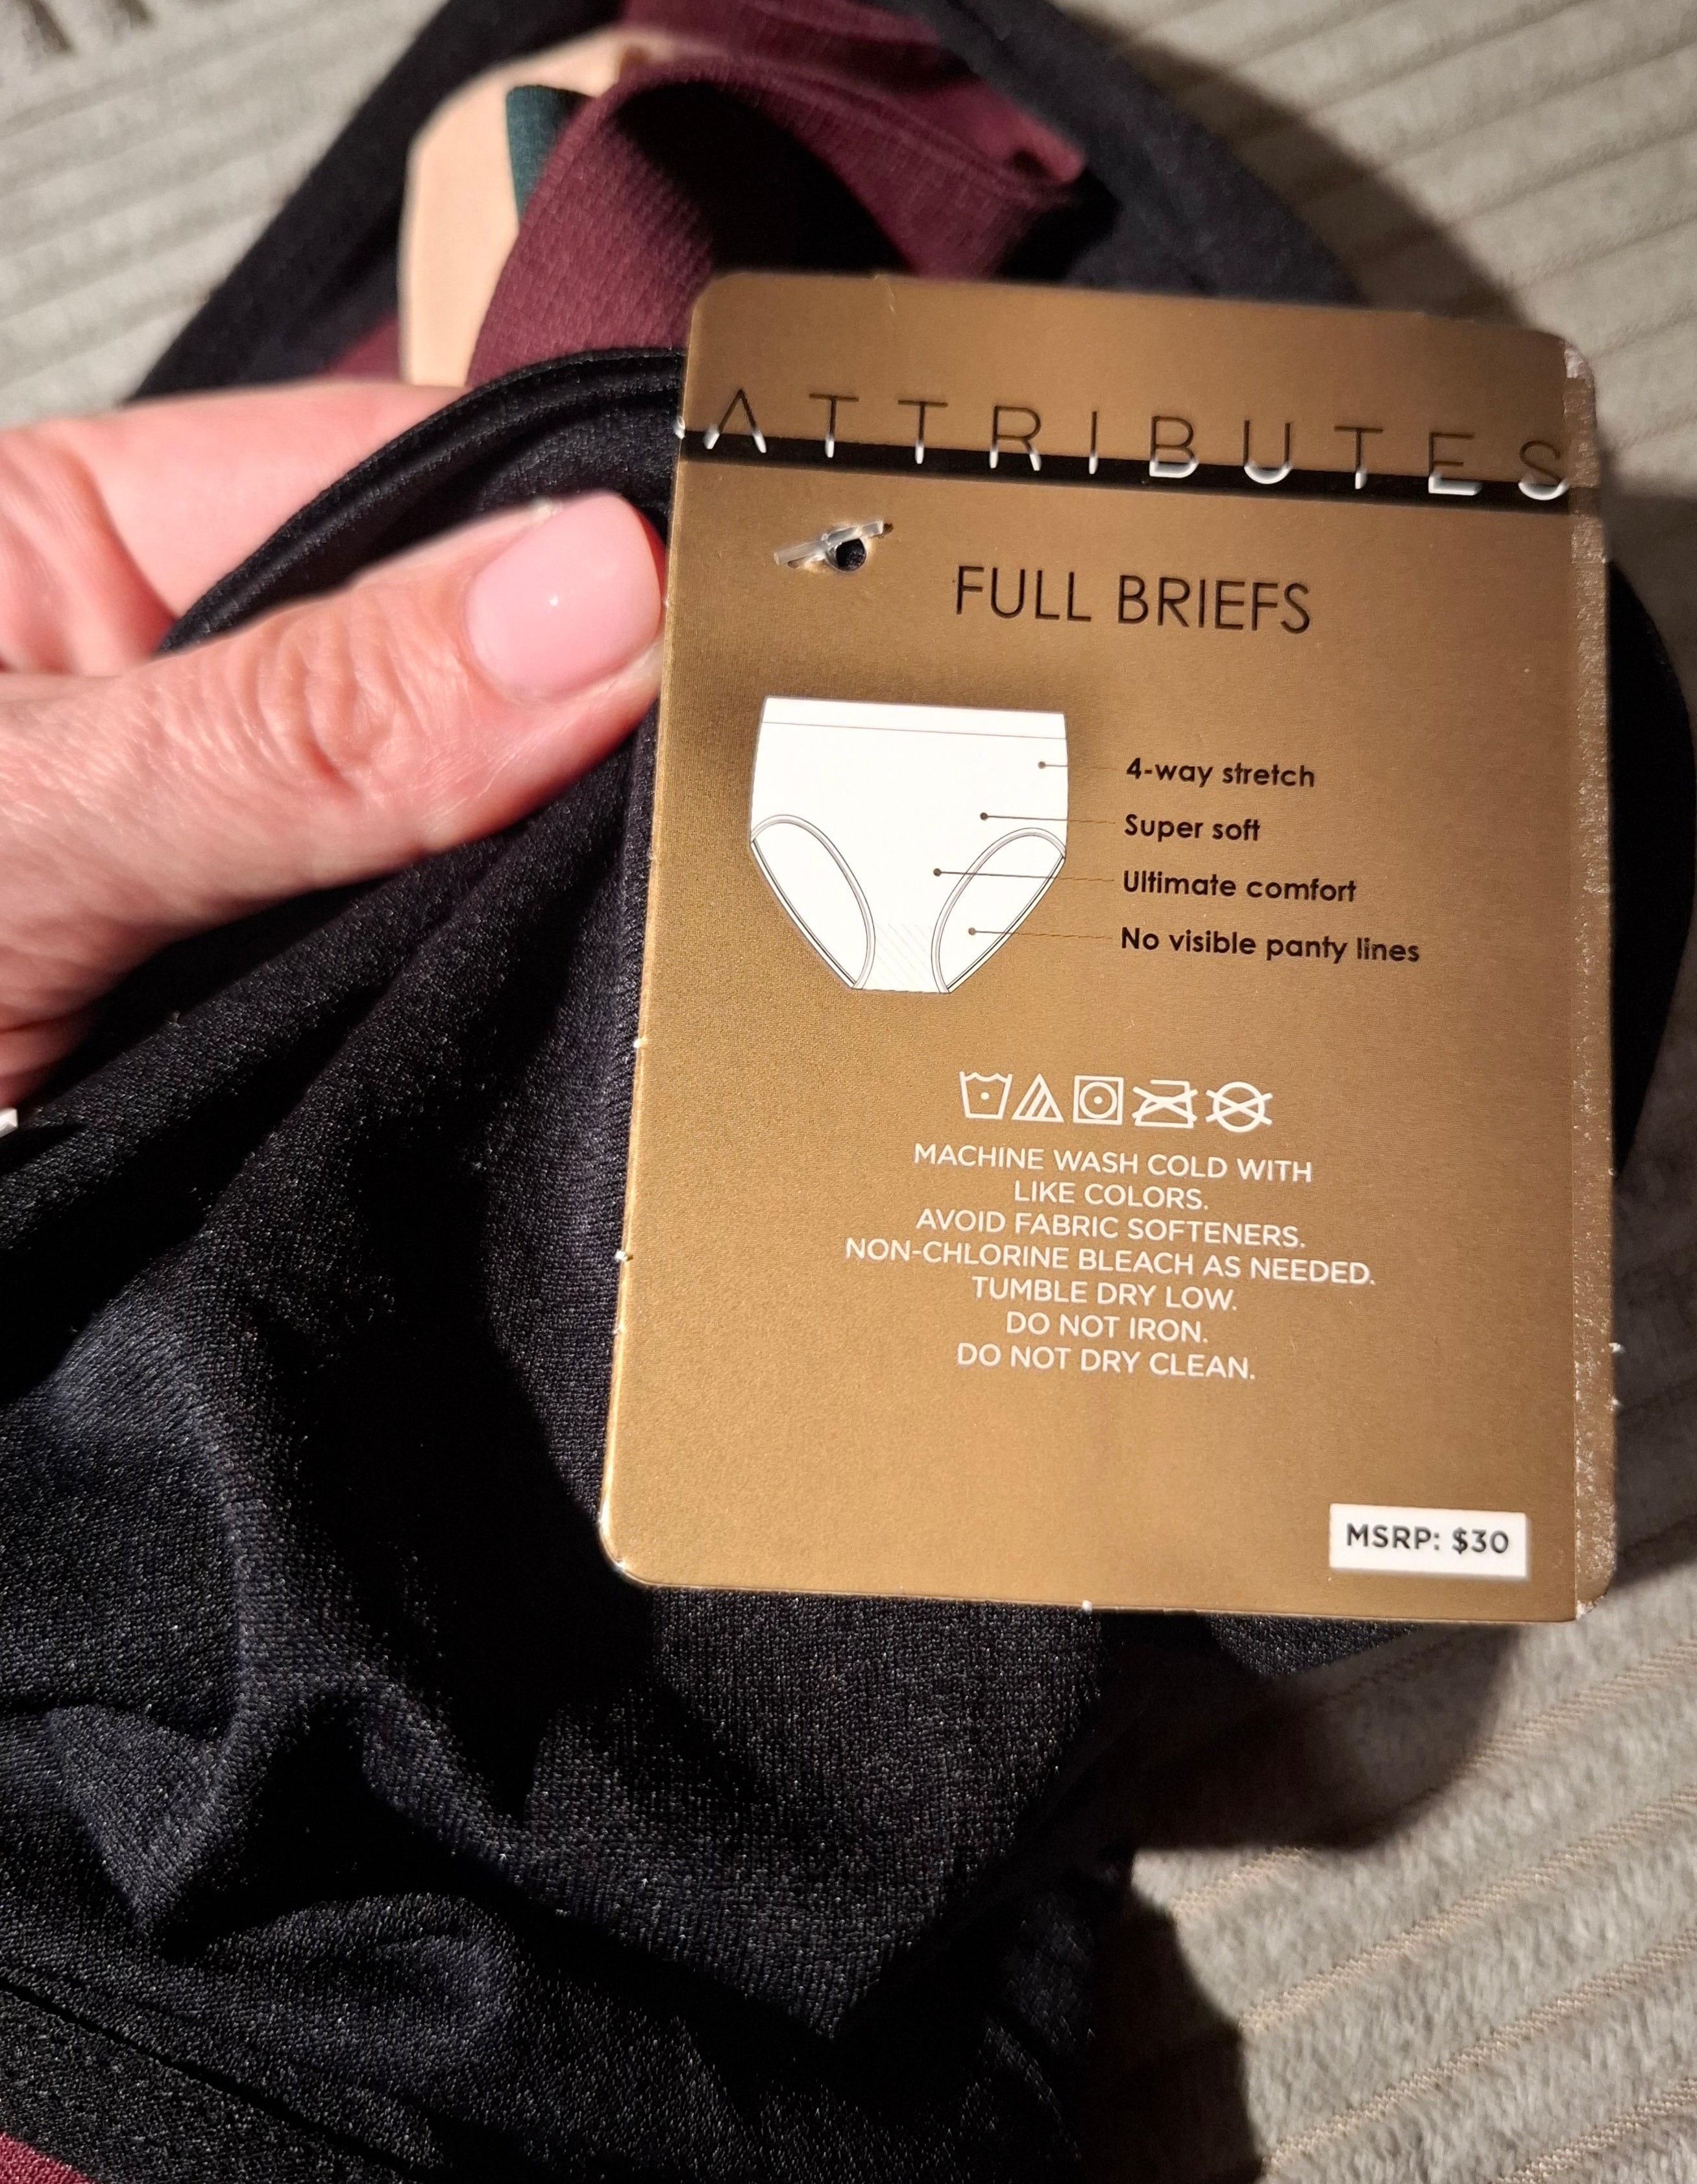 ATTRIBUTES
FULL BRIEFS
4-way stretch
Super soft
Ultimate comfort
No visible panty lines
MACHINE WASH COLD WITH
LIKE COLORS.
AVOID FABRIC SOFTENERS.
NON-CHLORINE BLEACH AS NEEDED.
TUMBLE DRY LOW.
DO NOT IRON.
DO NOT DRY CLEAN.
MSRP: $30